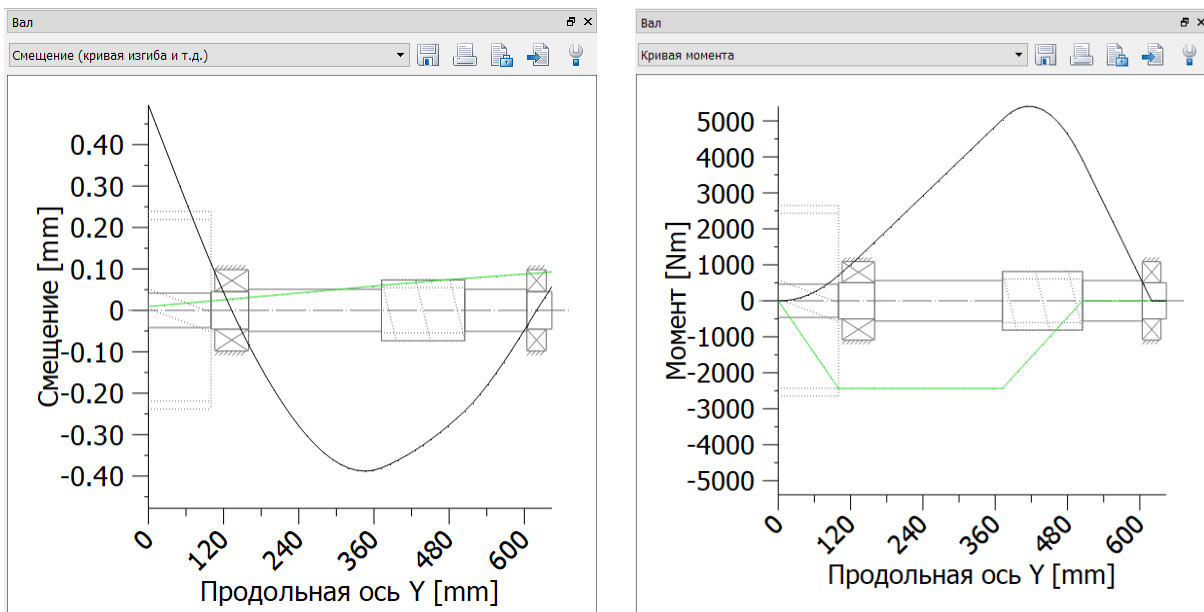 Вал
Смещение (кривая изгиба и т.д.)
0.40
0.30
0.20
0.10
0
-0.10
-0.20
-0.30
-0.40
Смещение [mm]
0 120 240 360 480 600
Продольная ось Y [mm]
Вал
Кривая момента
5000
4000
3000
2000
1000
0
-1000
-2000
-3000
-4000
-5000
Момент [Nm]
0 120 240 360 480 600
Продольная ось Y [mm]